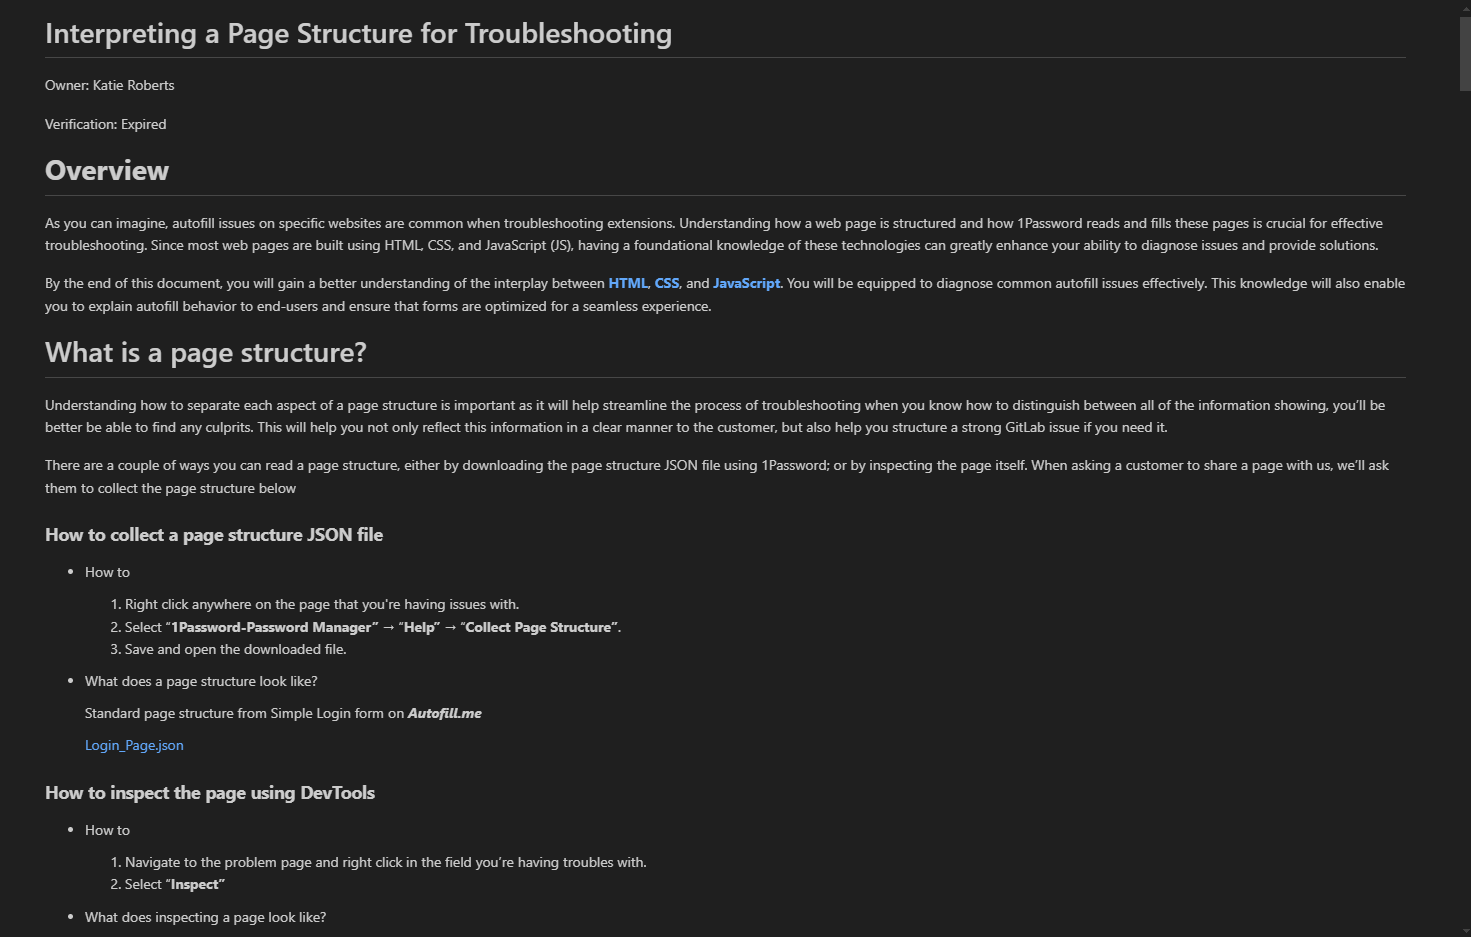 Interpreting a Page Structure for Troubleshooting
Owner: Katie Roberts
Verification: Expired
Overview
As you can imagine, autofill issues on specific websites are common when troubleshooting extensions. Understanding how a web page is structured and how 1Password reads and fills these pages is crucial for effective
troubleshooting. Since most web pages are built using HTML, CSS, and JavaScript (JS), having a foundational knowledge of these technologies can greatly enhance your ability to diagnose issues and provide solutions.
By the end of this document, you will gain a better understanding of the interplay between HTML, CSS, and JavaScript. You will be equipped to diagnose common autofill issues effectively. This knowledge will also enable
you to explain autofill behavior to end-users and ensure that forms are optimized for a seamless experience.
What is a page structure?
Understanding how to separate each aspect of a page structure is important as it will help streamline the process of troubleshooting when you know how to distinguish between all of the information showing, you’ll be
better be able to find any culprits. This will help you not only reflect this information in a clear manner to the customer, but also help you structure a strong GitLab issue if you need it.
There are a couple of ways you can read a page structure, either by downloading the page structure JSON file using 1Password; or by inspecting the page itself. When asking a customer to share a page with us, we’ll ask
them to collect the page structure below
How to collect a page structure JSON file
• How to
1. Right click anywhere on the page that you're having issues with.
2. Select “1Password-Password Manager” → “Help” → “Collect Page Structure”.
3. Save and open the downloaded file.
• What does a page structure look like?
Standard page structure from Simple Login form on Autofill.me
Login_Page.json
How to inspect the page using DevTools
• How to
1. Navigate to the problem page and right click in the field you’re having troubles with.
2. Select “Inspect”
• What does inspecting a page look like?